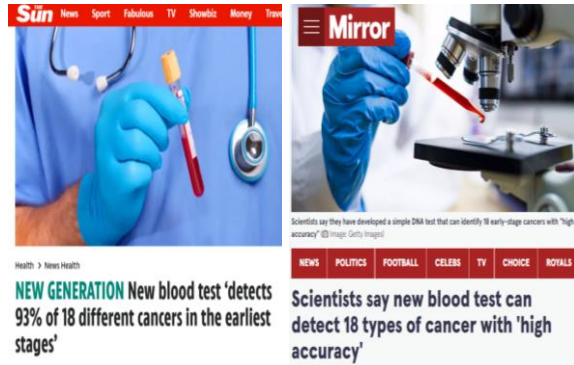 THE
Sun News Sport Fabulous TV Showbiz Money Trave
Health > News Health
NEW GENERATION New blood test ‘detects
93% of 18 different cancers in the earliest
stages’
Mirror
Scientists say they have developed a simple DNA test that can identify 18 early-stage cancers with "high
accuracy" (Image: Getty Images)
NEWS POLITICS FOOTBALL CELEBS TV CHOICE ROYALS
Scientists say new blood test can
detect 18 types of cancer with 'high
accuracy'